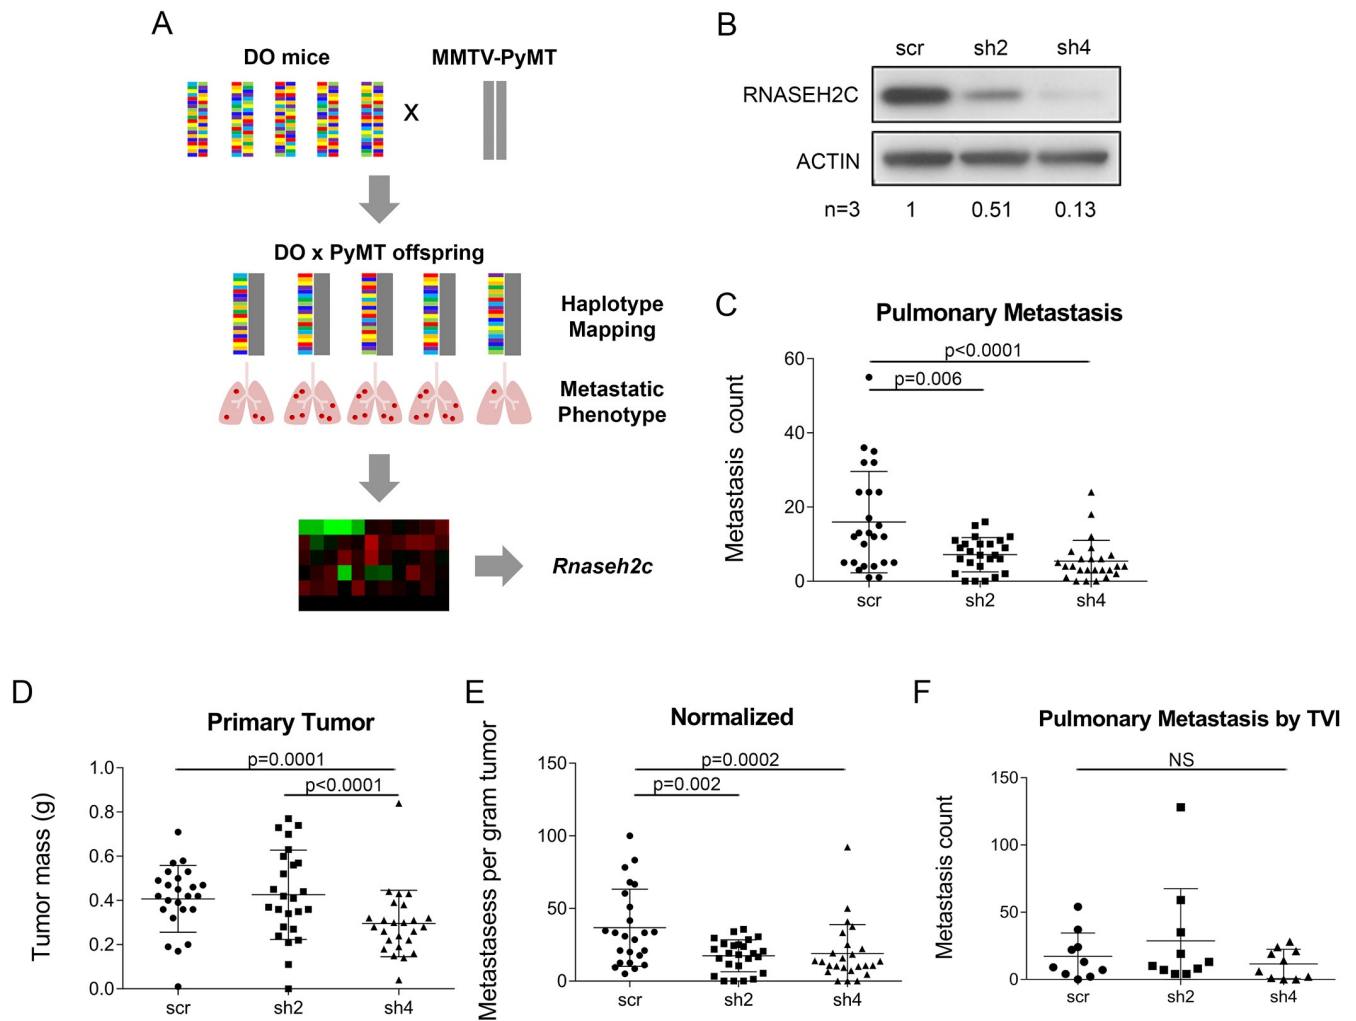 A
DO mice
MMTV-PyMT
X
DO x PyMT offspring
Haplotype
Mapping
Metastatic
Phenotype
Rnaseh2c
B
scr sh2 sh4
RNASEH2C
ACTIN
n=3 1 0.51 0.13
C
Pulmonary Metastasis
Metastasis count
60
40
20
0
p<0.0001
p=0.006
scr sh2 sh4
D
Primary Tumor
Tumor mass (g)
1.0
0.8
0.6
0.4
0.2
0.0
p=0.0001
p<0.0001
scr sh2 sh4
E
Normalized
Metastasess per gram tumor
150
100
50
0
p=0.0002
p=0.002
scr sh2 sh4
F
Pulmonary Metastasis by TVI
Metastasis count
150
100
50
0
NS
scr sh2 sh4